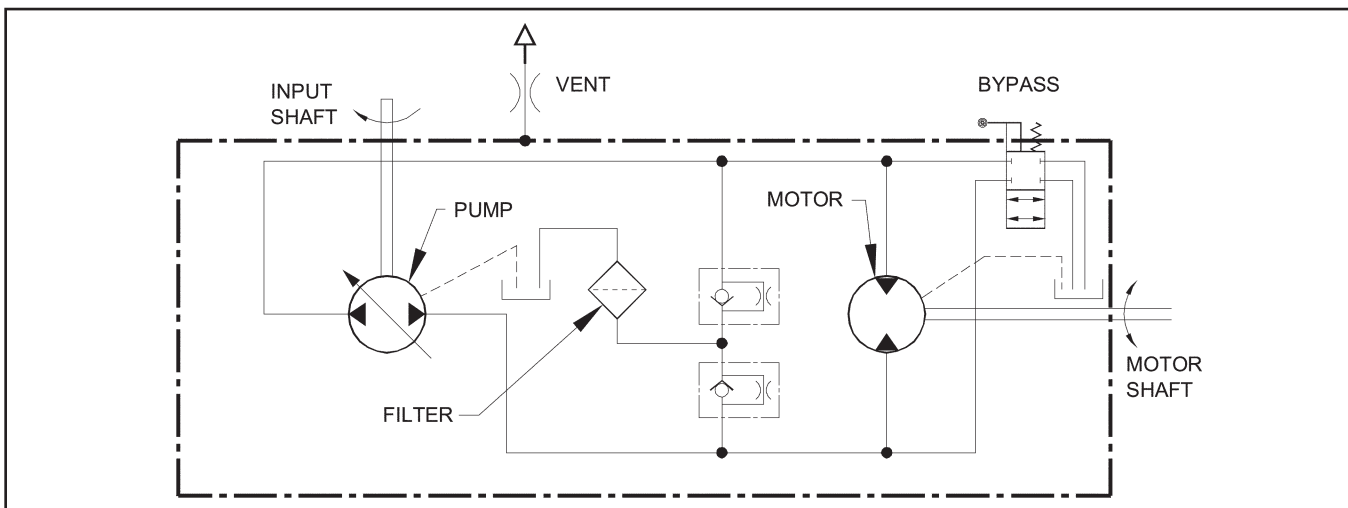 VENT
BYPASS
INPUT
SHAFT
PUMP
MOTOR
FILTER
MOTOR
SHAFT